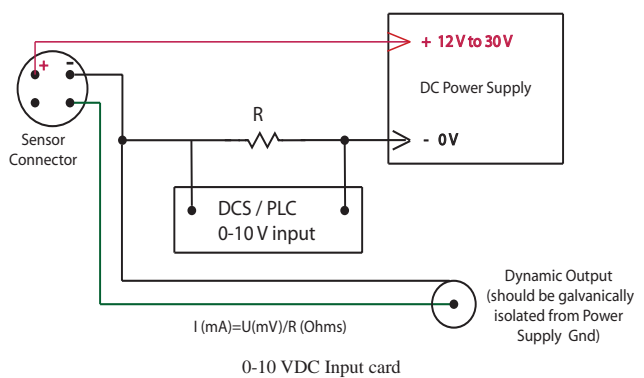 + 12 V to 30 V
+ -
DC Power Supply
R
Sensor
Connector
- 0 V
DCS / PLC
0-10 V input
Dynamic Output
(should be galvanically
isolated from Power
Supply Gnd)
I (mA)=U(mV)/R (Ohms)
0-10 VDC Input card